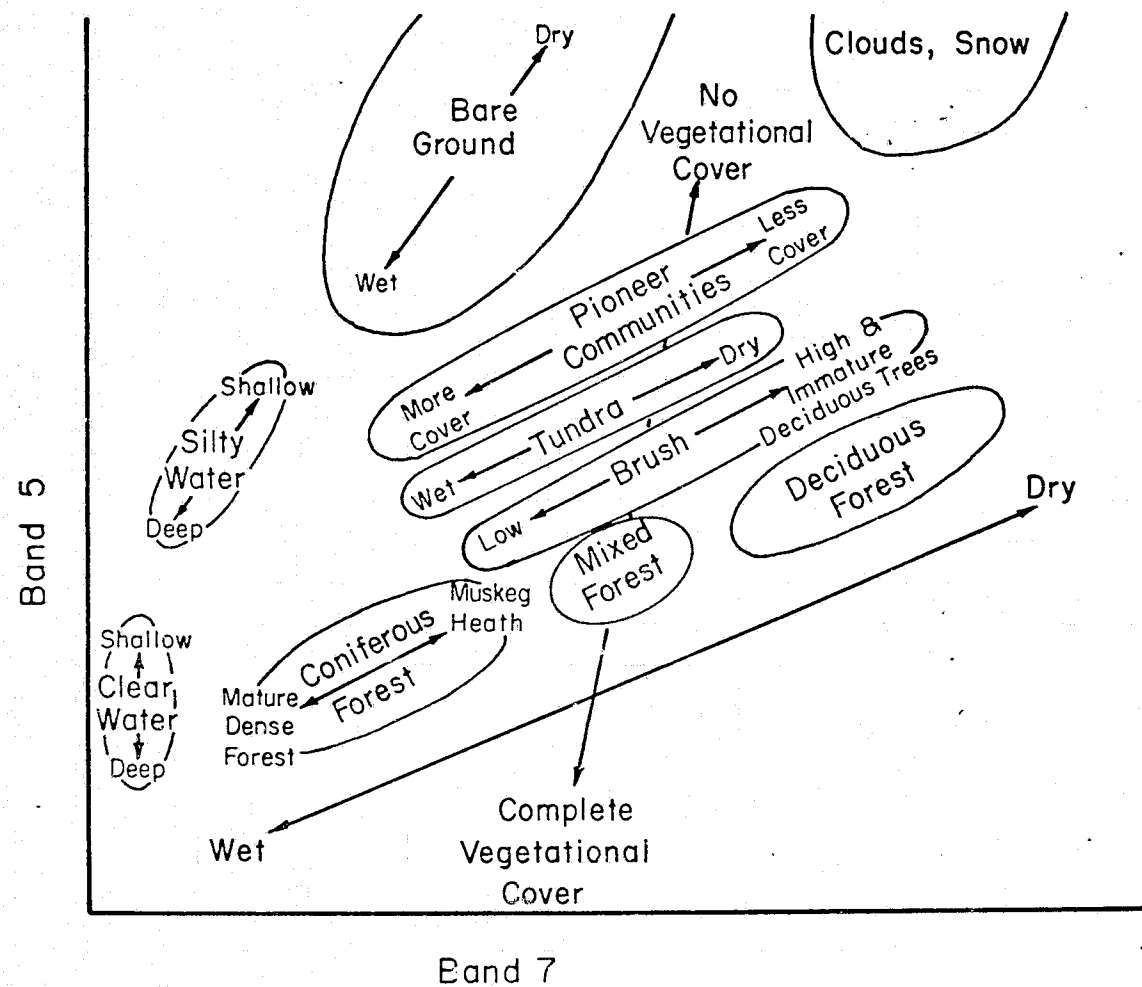 Dry
Bare
Ground
Wet
Clouds, Snow
No
Vegetational
Cover
Less
Cover
Pioneer
Communities
More
Cover
Dry
Tundra
Wet
High &
Immature
Deciduous Trees
Brush
Low
Shallow
Silty
Water
Deep
Deciduous
Forest
Dry
Mixed
Forest
Muskeg
Heath
Coniferous
Forest
Mature
Dense
Forest
Shallow
Clear
Water
Deep
Wet
Complete
Vegetational
Cover
Band 5
Band 7